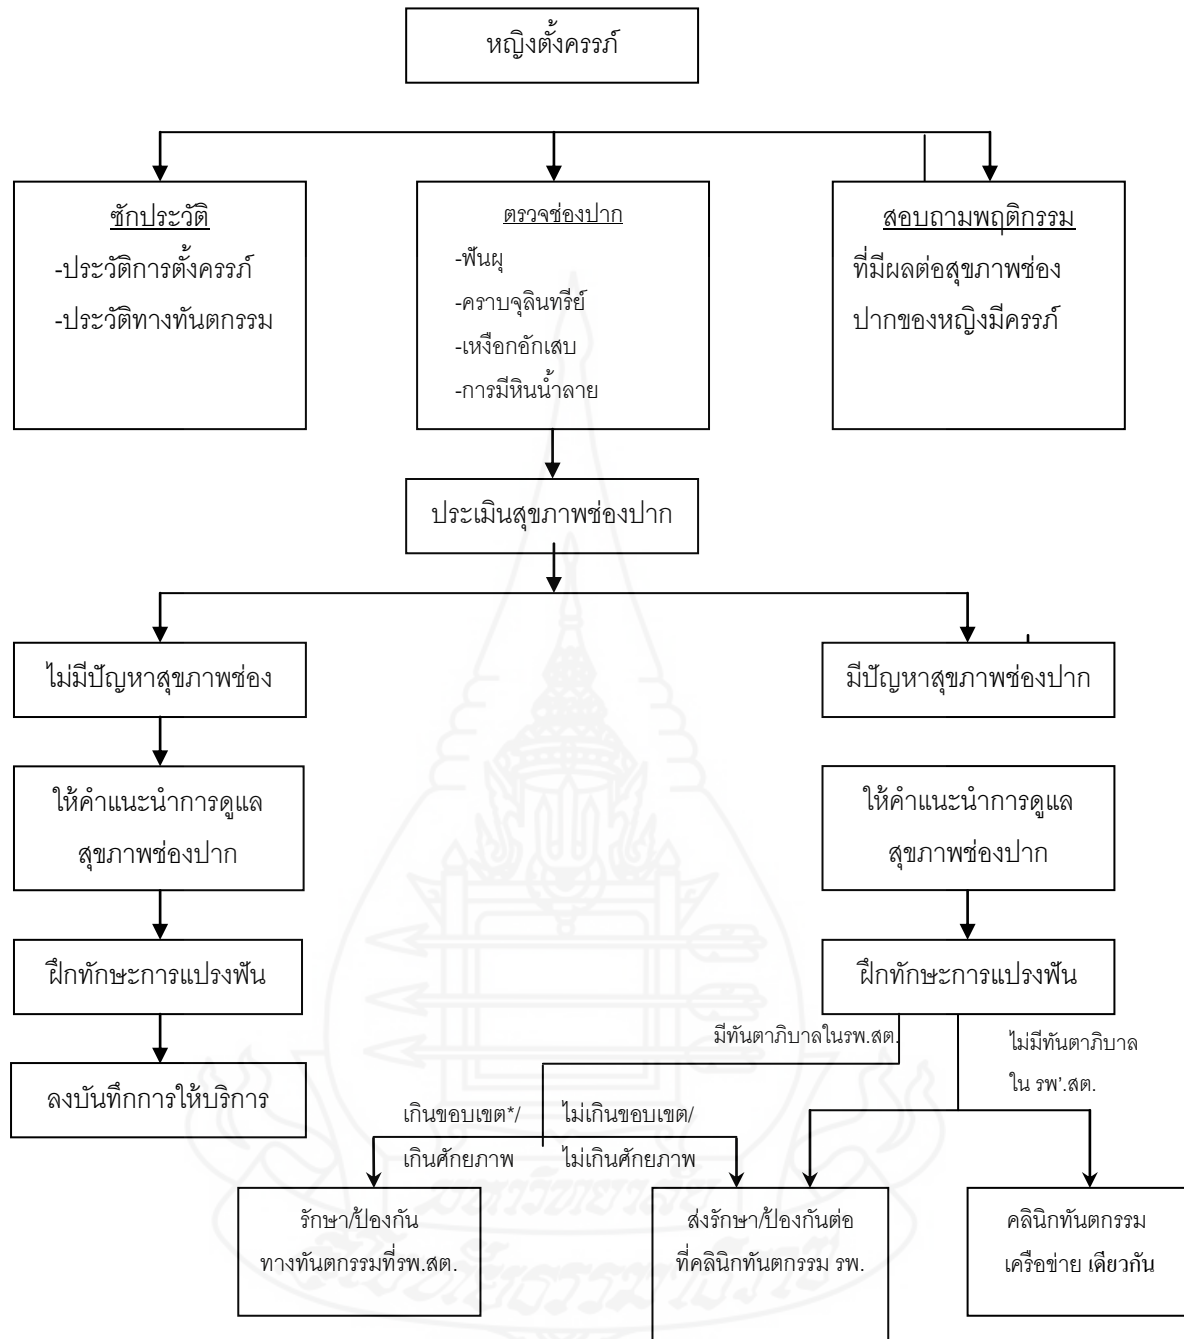 หญิงตั้งครรภ์
ซักประวัติ
-ประวัติการตั้งครรภ์
-ประวัติทางทันตกรรม
ตรวจช่องปาก
-ฟันผุ
-คราบจุลินทรีย์
-เหงือกอักเสบ
-การมีหินน้ำลาย
สอบถามพฤติกรรม
ที่มีผลต่อสุขภาพช่อง
ปากของหญิงมีครรภ์
ประเมินสุขภาพช่องปาก
ไม่มีปัญหาสุขภาพช่อง
มีปัญหาสุขภาพช่องปาก
ให้คำแนะนำการดูแล
สุขภาพช่องปาก
ให้คำแนะนำการดูแล
สุขภาพช่องปาก
ฝึกทักษะการแปรงฟัน
ฝึกทักษะการแปรงฟัน
ลงบันทึกการให้บริการ
มีทันตาภิบาลในรพ.สต.
ไม่มีทันตาภิบาล
ใน รพ'.สต.
เกินขอบเขต*/
เกินศักยภาพ
ไม่เกินขอบเขต/
ไม่เกินศักยภาพ
รักษา/ป้องกัน
ทางทันตกรรมที่รพ.สต.
ส่งรักษา/ป้องกันต่อ
ที่คลินิกทันตกรรม รพ.
คลินิกทันตกรรม
เครือข่าย เดียวกัน